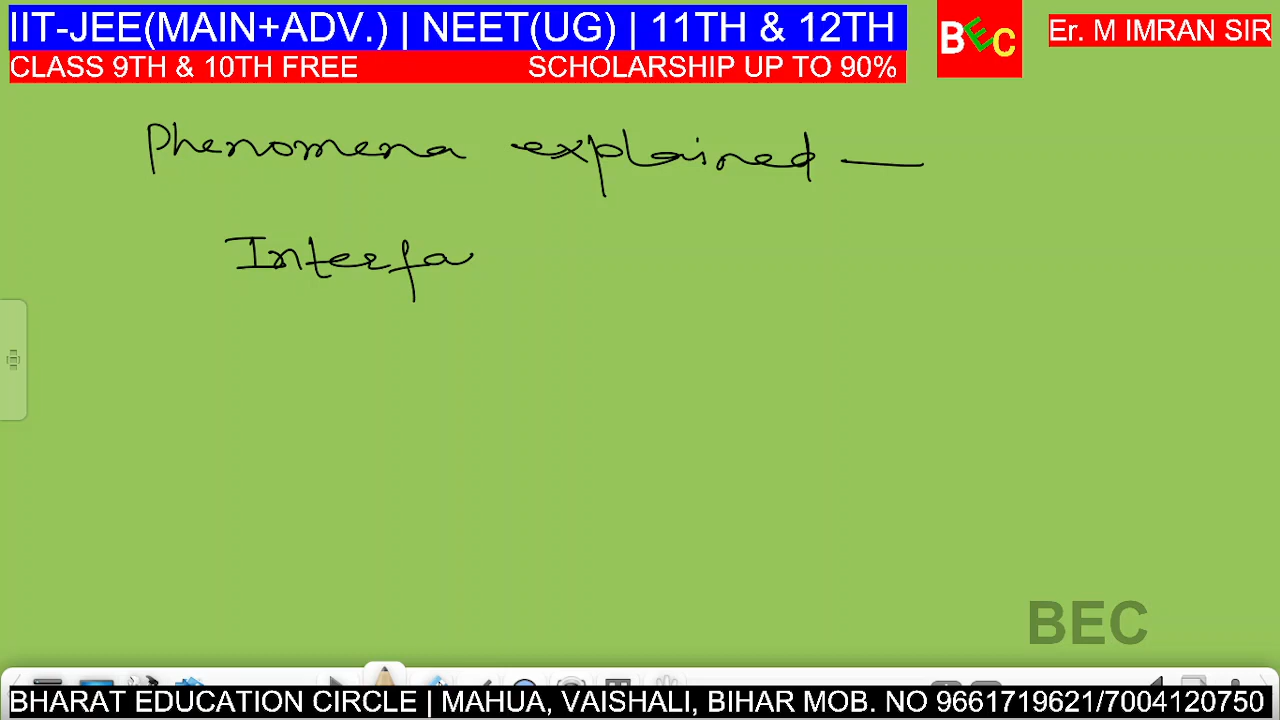 IIT-JEE(MAIN+ADV.) | NEET(UG) | 11TH & 12TH
CLASS 9TH & 10TH FREE SCHOLARSHIP UP TO 90%
BEC
Er. M IMRAN SIR
Phenomena explained —
Interfa
BEC
BHARAT EDUCATION CIRCLE | MAHUA, VAISHALI, BIHAR MOB. NO 9661719621/7004120750